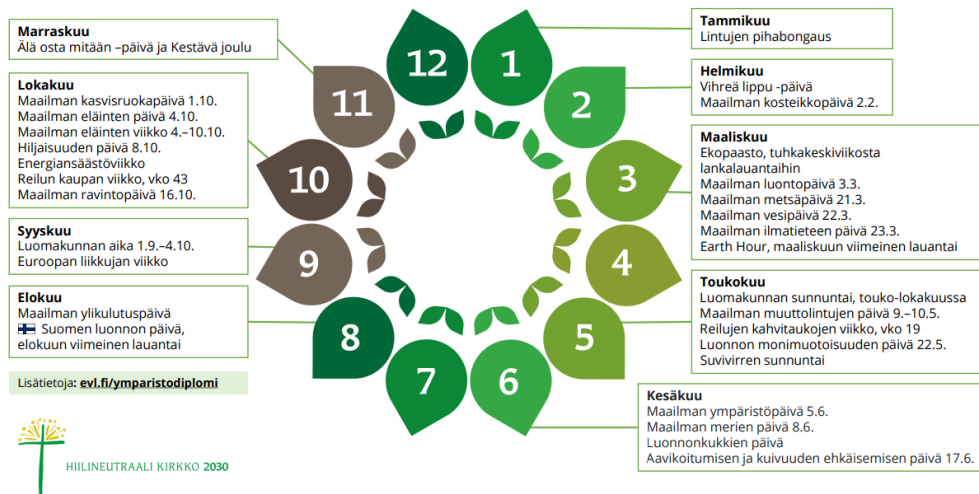 Marraskuu
Älä osta mitään –päivä ja Kestävä joulu
Lokakuu
Maailman kasvisruokapäivä 1.10.
Maailman eläinten päivä 4.10.
Maailman eläinten viikko 4.–10.10.
Hiljaisuuden päivä 8.10.
Energiansäästöviikko
Reilun kaupan viikko, vko 43
Maailman ravintopäivä 16.10.
Syyskuu
Luomakunnan aika 1.9.–4.10.
Euroopan liikkujan viikko
Elokuu
Maailman ylikulutuspäivä
Suomen luonnon päivä,
elokuun viimeinen lauantai
Lisätietoja: evl.fi/ymparistodiplomi
HIILINEUTRAALI KIRKKO 2030
12
1
2
3
4
5
6
7
8
9
10
11
Tammikuu
Lintujen pihabongaus
Helmikuu
Vihreä lippu -päivä
Maailman kosteikkopäivä 2.2.
Maaliskuu
Ekopaasto, tuhkakeskiviikosta
lankalauantaihin
Maailman luontopäivä 3.3.
Maailman metsäpäivä 21.3.
Maailman vesipäivä 22.3.
Maailman ilmatieteen päivä 23.3.
Earth Hour, maaliskuun viimeinen lauantai
Toukokuu
Luomakunnan sunnuntai, touko-lokakuussa
Maailman muuttolintujen päivä 9.–10.5.
Reilujen kahvitaukojen viikko, vko 19
Luonnon monimuotoisuuden päivä 22.5.
Suvivirren sunnuntai
Kesäkuu
Maailman ympäristöpäivä 5.6.
Maailman merien päivä 8.6.
Luonnonkukkien päivä
Aavikoitumisen ja kuivuuden ehkäisemisen päivä 17.6.